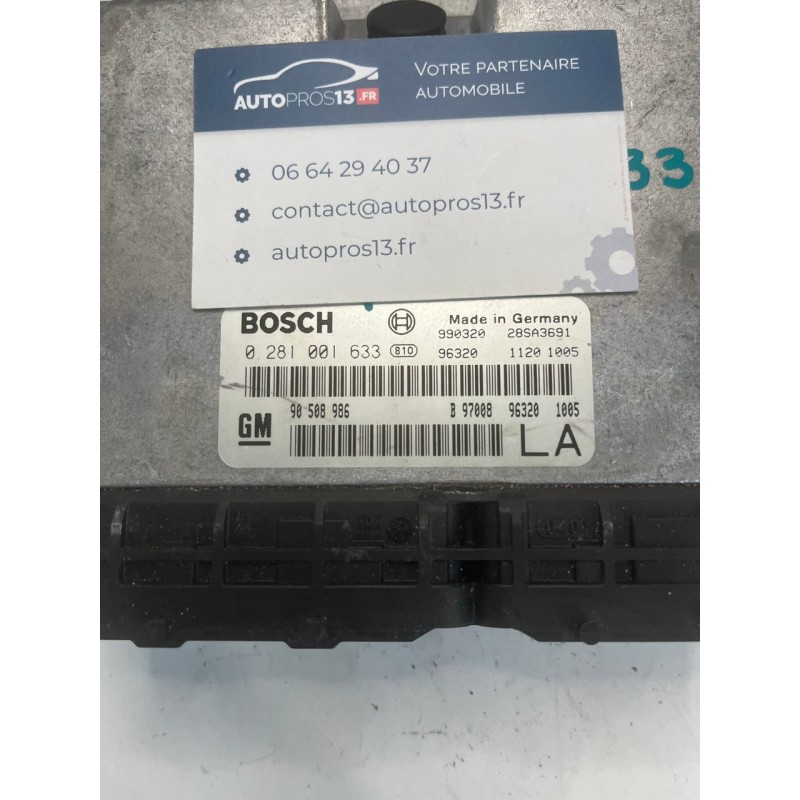 VOTRE PARTENAIRE
AUTOMOBILE
AUTOPROS13.FR
06 64 29 40 37
contact@autopros13.fr
autopros13.fr
33
BOSCH Made in Germany
990320 28SA3691
0 281 001 633 B10 96320 1120 1005
GM 90 508 986 B 97008 96320 1005
LA